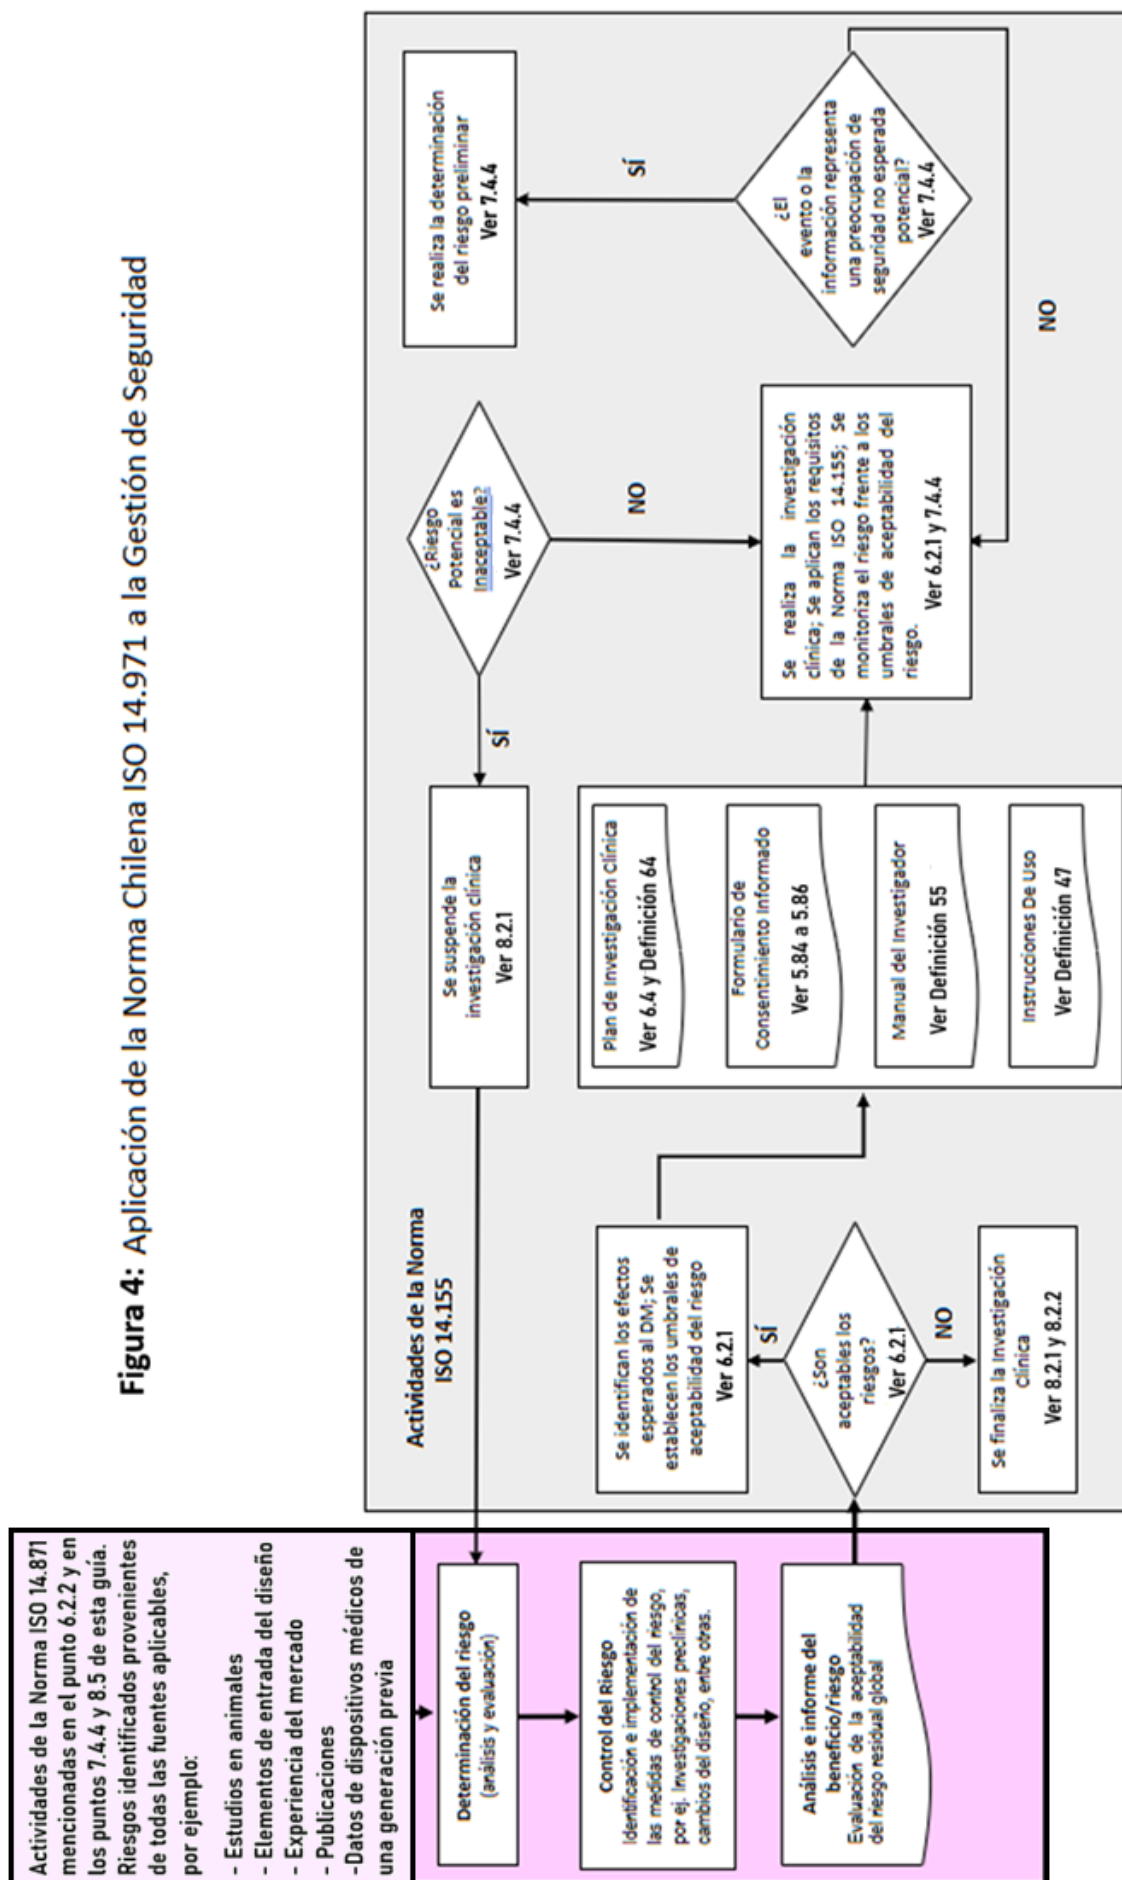 Figura 4: Aplicación de la Norma Chilena ISO 14.971 a la Gestión de Seguridad
Actividades de la Norma ISO 14.871
mencionadas en el punto 6.2.2 y en
los puntos 7.4.4 y 8.5 de esta guía.
Riesgos identificados provenientes
de todas las fuentes aplicables,
por ejemplo:
- Estudios en animales
- Elementos de entrada del diseño
- Experiencia del mercado
- Publicaciones
-Datos de dispositivos médicos de
una generación previa
Determinación del riesgo
(análisis y evaluación)
Control del Riesgo
Identificación e implementación de
las medidas de control del riesgo,
por ej. Investigaciones preclínicas,
cambios del diseño, entre otras.
Análisis e informe del
beneficio/riesgo
Evaluación de la aceptabilidad
del riesgo residual global
Actividades de la Norma
ISO 14.155
Se identifican los efectos
esperados al DM; Se
establecen los umbrales de
aceptabilidad del riesgo
Ver 6.2.1
SÍ
¿Son
aceptables los
riesgos?
Ver 6.2.1
NO
Se finaliza la Investigación
Clínica
Ver 8.2.1 y 8.2.2
Se suspende la
investigación clínica
Ver 8.2.1
Plan de Investigación Clínica
Ver 6.4 y Definición 64
Formulario de
Consentimiento Informado
Ver 5.84 a 5.86
Manual del Investigador
Ver Definición 55
Instrucciones De Uso
Ver Definición 47
SÍ
¿Riesgo
Potencial es
Inaceptable?
Ver 7.4.4
NO
Se realiza la investigación
clínica; Se aplican los requisitos
de la Norma ISO 14.155; Se
monitoriza el riesgo frente a los
umbrales de aceptabilidad del
riesgo.
Ver 6.2.1 y 7.4.4
Se realiza la determinación
del riesgo preliminar
Ver 7.4.4
SÍ
¿El
evento o la
información representa
una preocupación de
seguridad no esperada
potencial?
Ver 7.4.4
NO